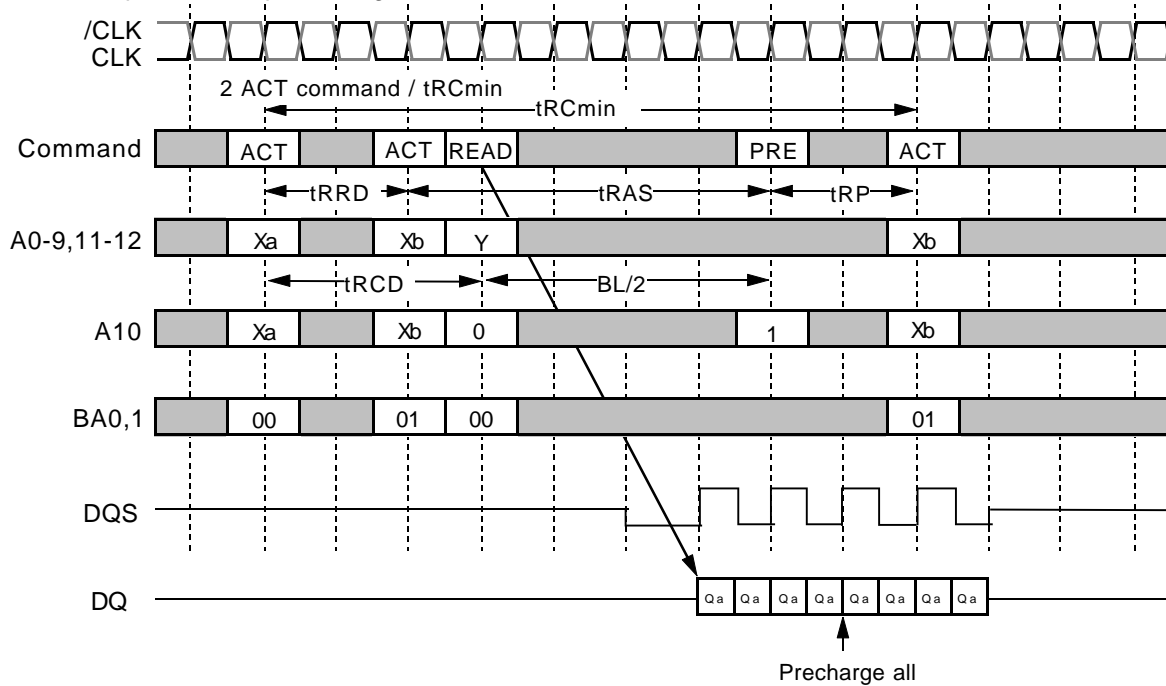 /CLK
CLK
2 ACT command / tRCmin
tRCmin
Command ACT ACT READ PRE ACT
tRRD tRAS tRP
A0-9,11-12 Xa Xb Y Xb
tRCD BL/2
A10 Xa Xb 0 1 Xb
BA0,1 00 01 00 01
DQS
DQ Qa Qa Qa Qa Qa Qa Qa Qa
Precharge all